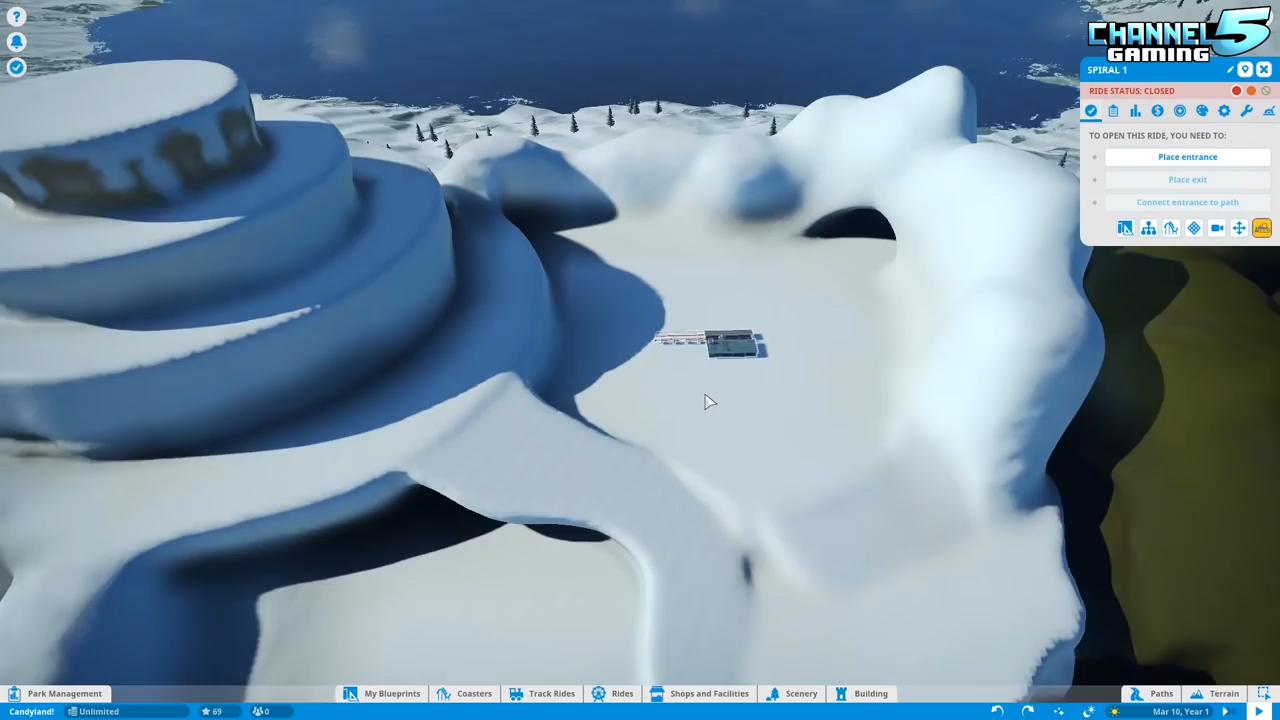 ?
CHANNEL 5
GAMING
SPIRAL 1
RIDE STATUS: CLOSED
TO OPEN THIS RIDE, YOU NEED TO:
Place entrance
Place exit
Connect entrance to path
Park Management
My Blueprints
Coasters
Track Rides
Rides
Shops and Facilities
Scenery
Building
Paths
Terrain
Candyland!
Unlimited
69
0
Mar 10, Year 1